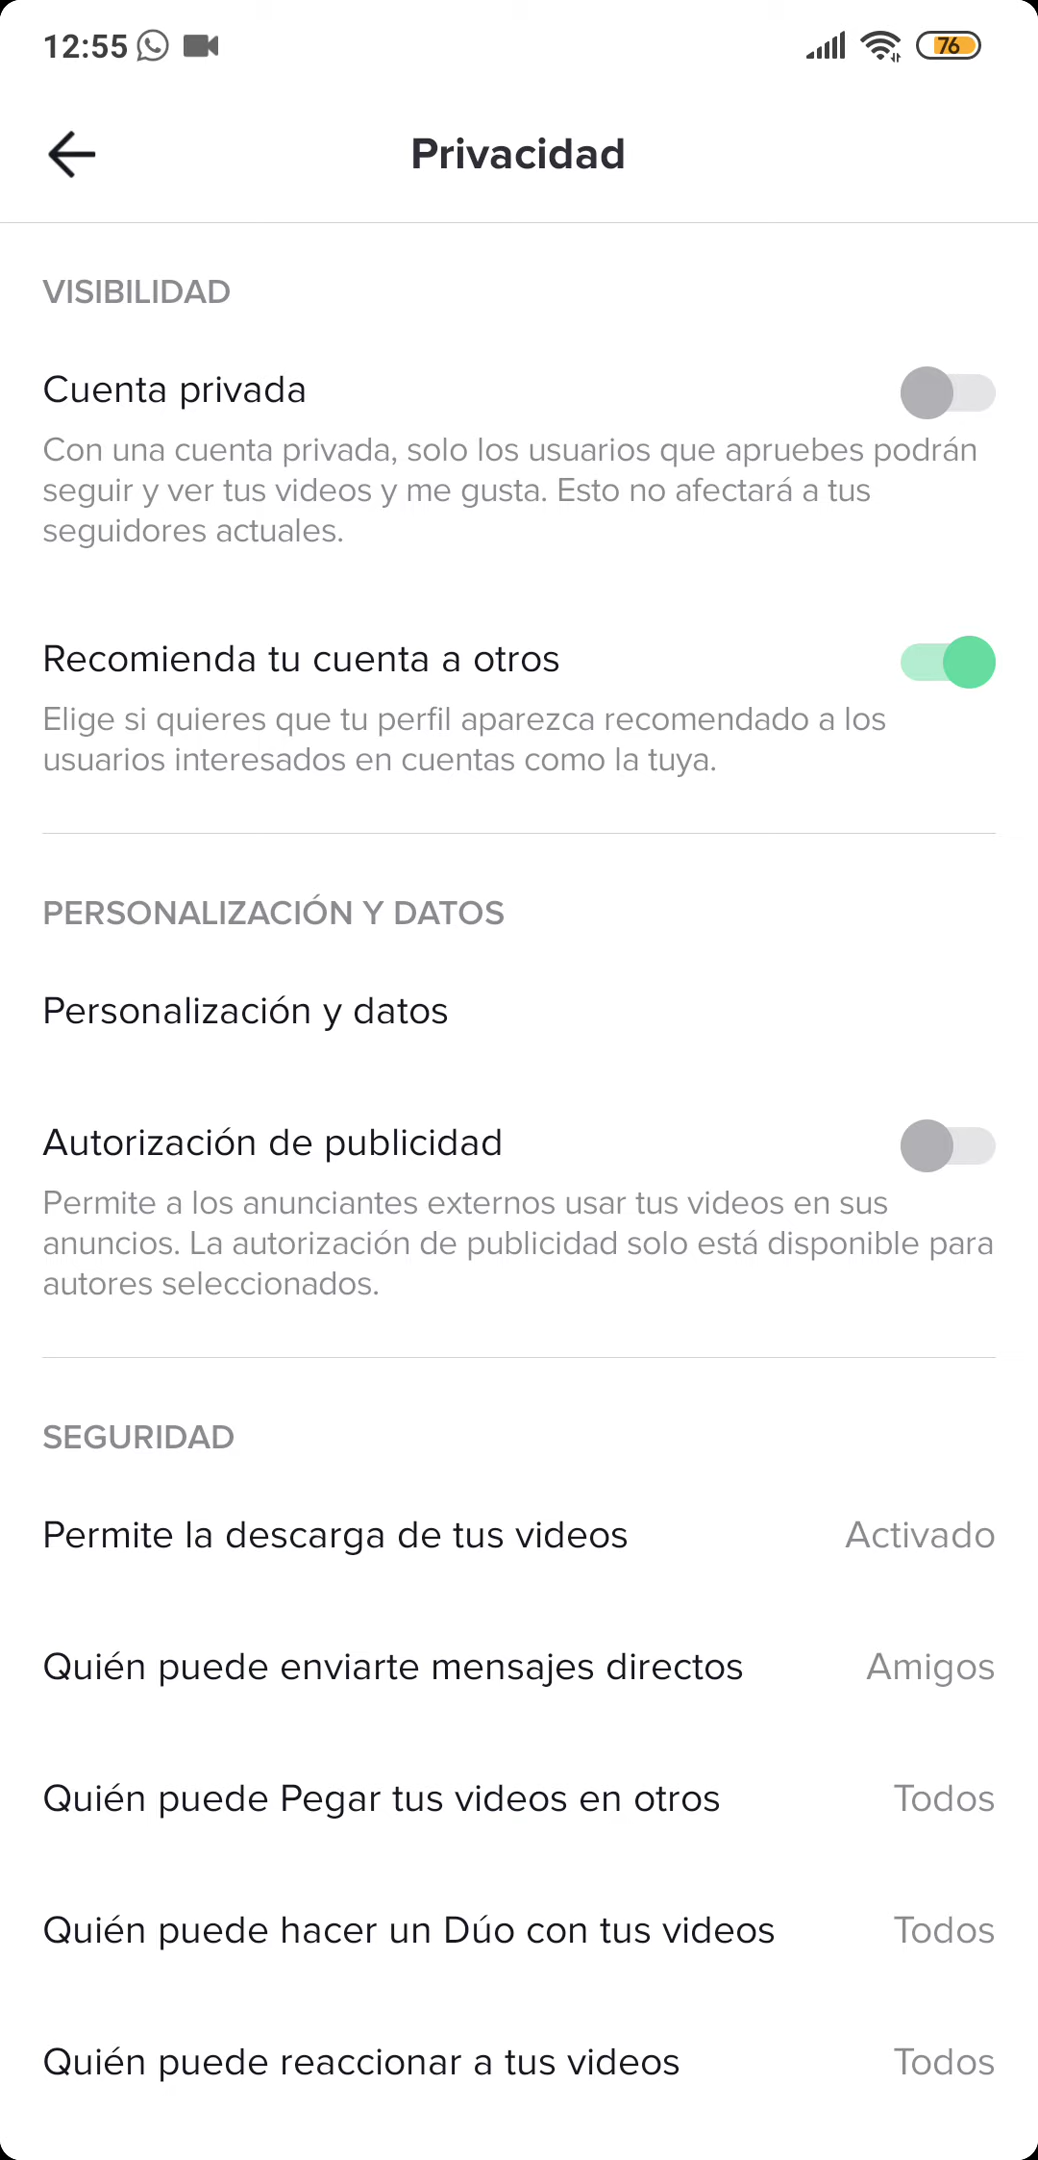 12:55
76
Privacidad
VISIBILIDAD
Cuenta privada
Con una cuenta privada, solo los usuarios que apruebes podrán
seguir y ver tus videos y me gusta. Esto no afectará a tus
seguidores actuales.
Recomienda tu cuenta a otros
Elige si quieres que tu perfil aparezca recomendado a los
usuarios interesados en cuentas como la tuya.
PERSONALIZACIÓN Y DATOS
Personalización y datos
Autorización de publicidad
Permite a los anunciantes externos usar tus videos en sus
anuncios. La autorización de publicidad solo está disponible para
autores seleccionados.
SEGURIDAD
Permite la descarga de tus videos Activado
Quién puede enviarte mensajes directos Amigos
Quién puede Pegar tus videos en otros Todos
Quién puede hacer un Dúo con tus videos Todos
Quién puede reaccionar a tus videos Todos